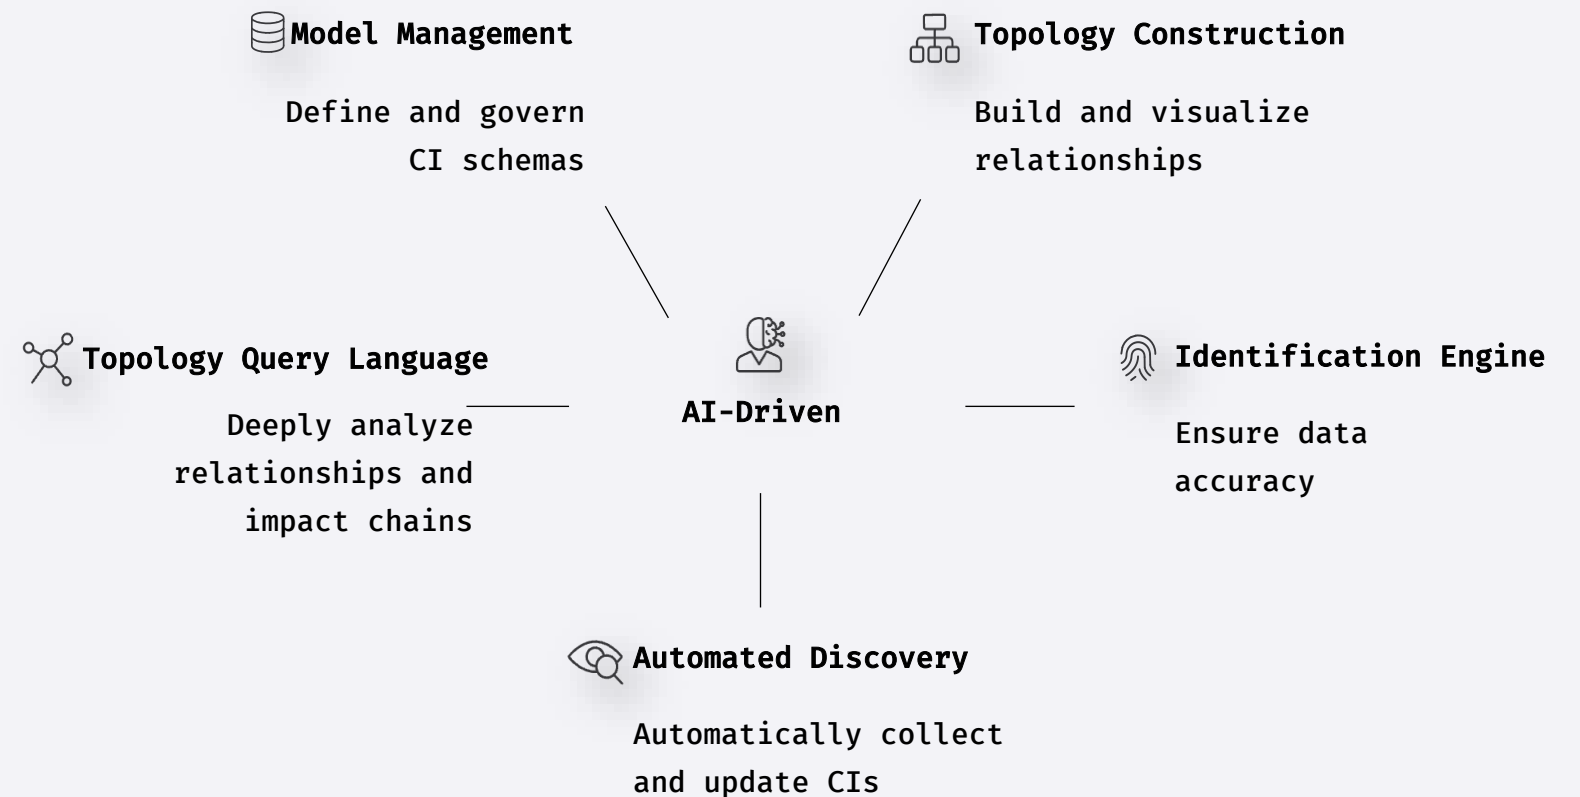 Model Management
Define and govern
CI schemas
Topology Construction
Build and visualize
relationships
Topology Query Language
Deeply analyze
relationships and
impact chains
AI-Driven
Identification Engine
Ensure data
accuracy
Automated Discovery
Automatically collect
and update CIs